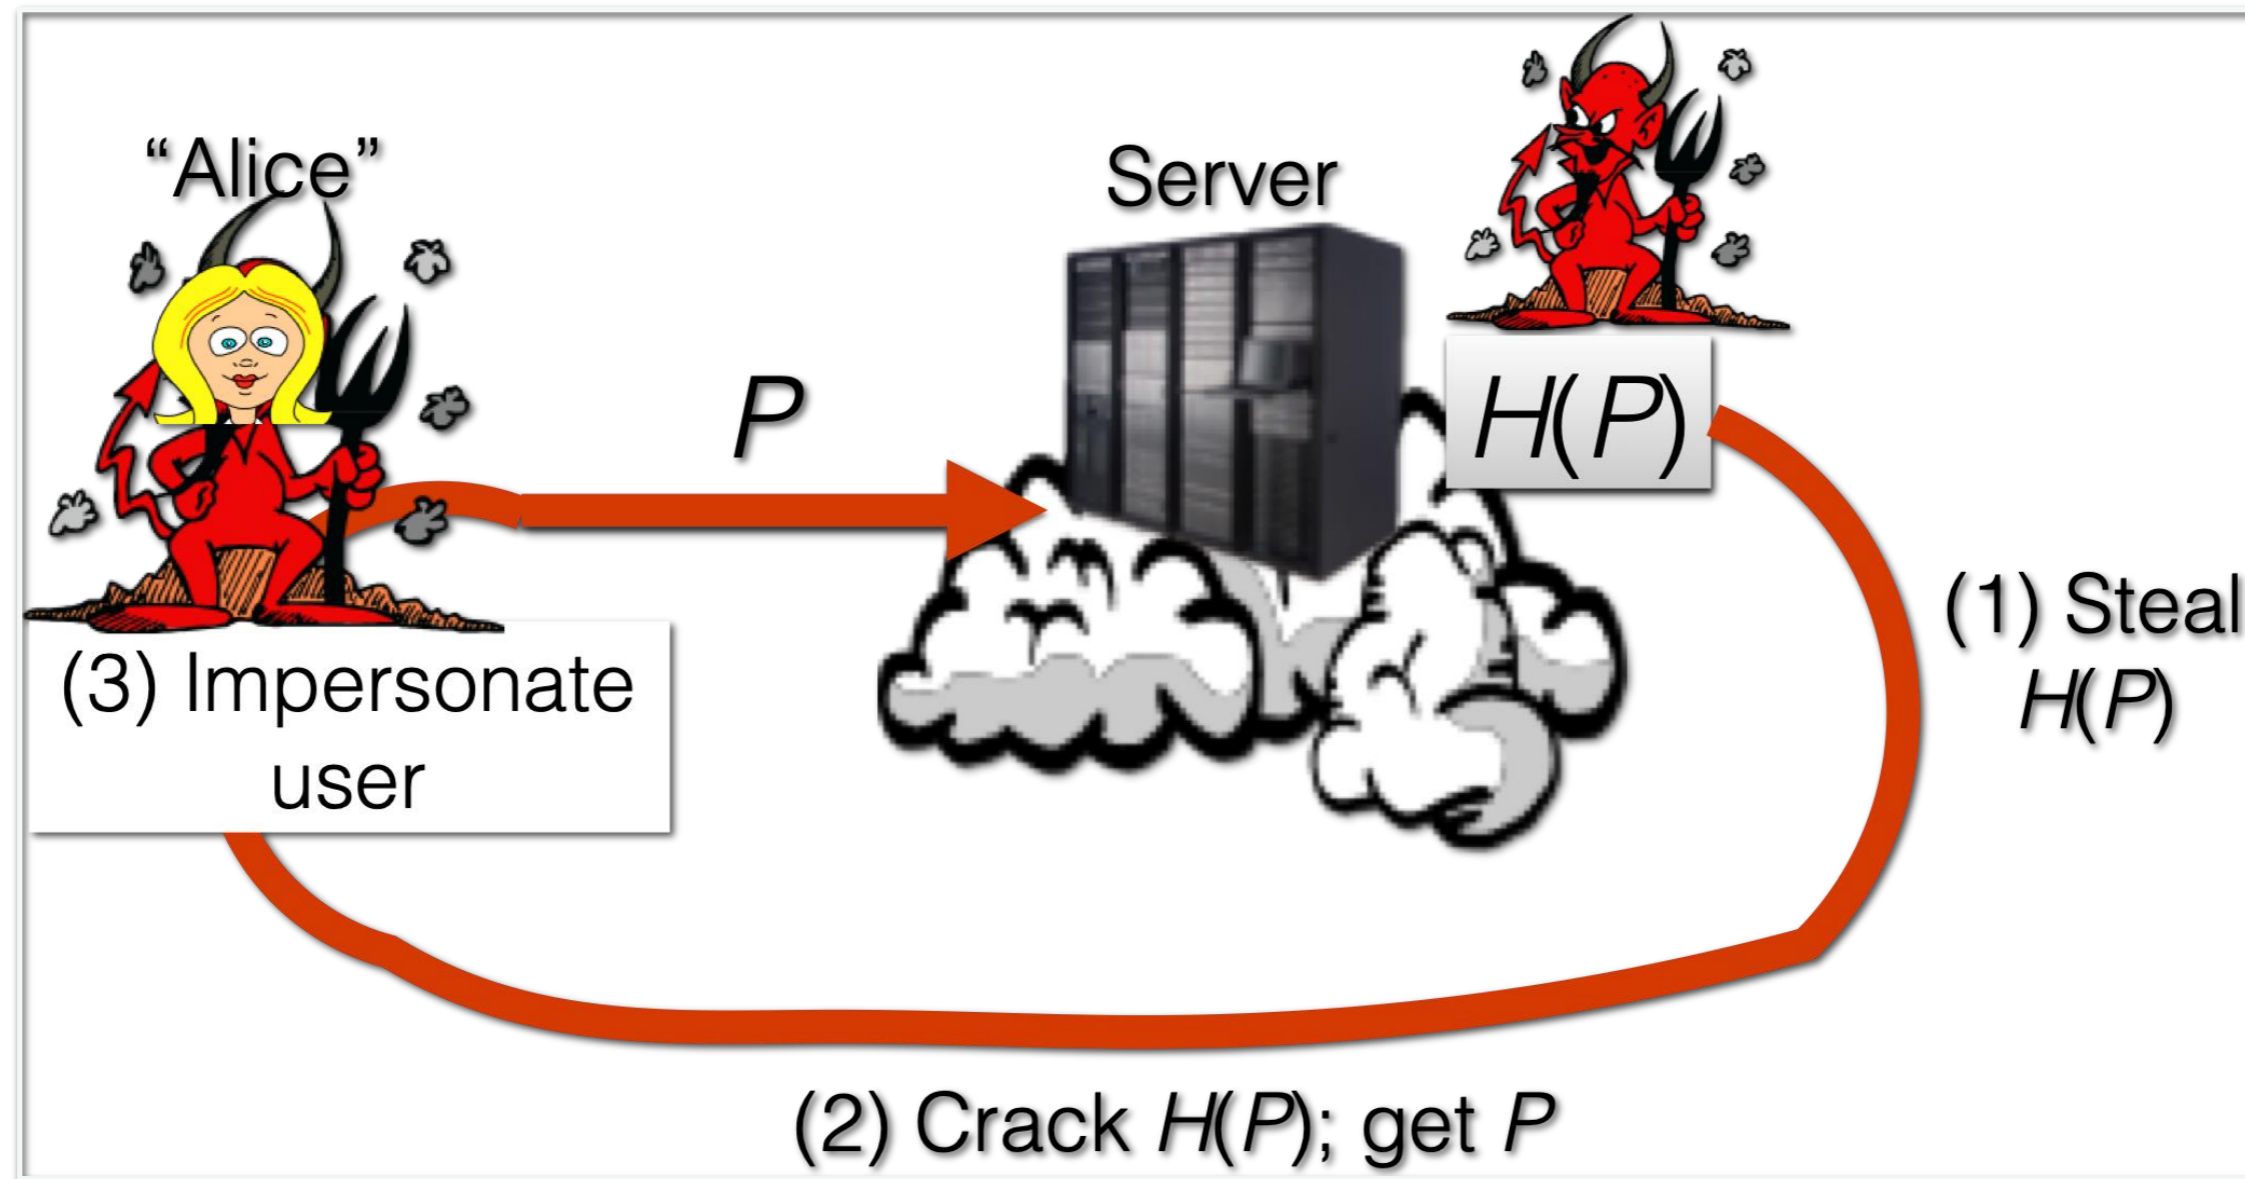 “Alice”
Server
P
H(P)
(1) Steal
H(P)
(3) Impersonate
user
(2) Crack H(P); get P